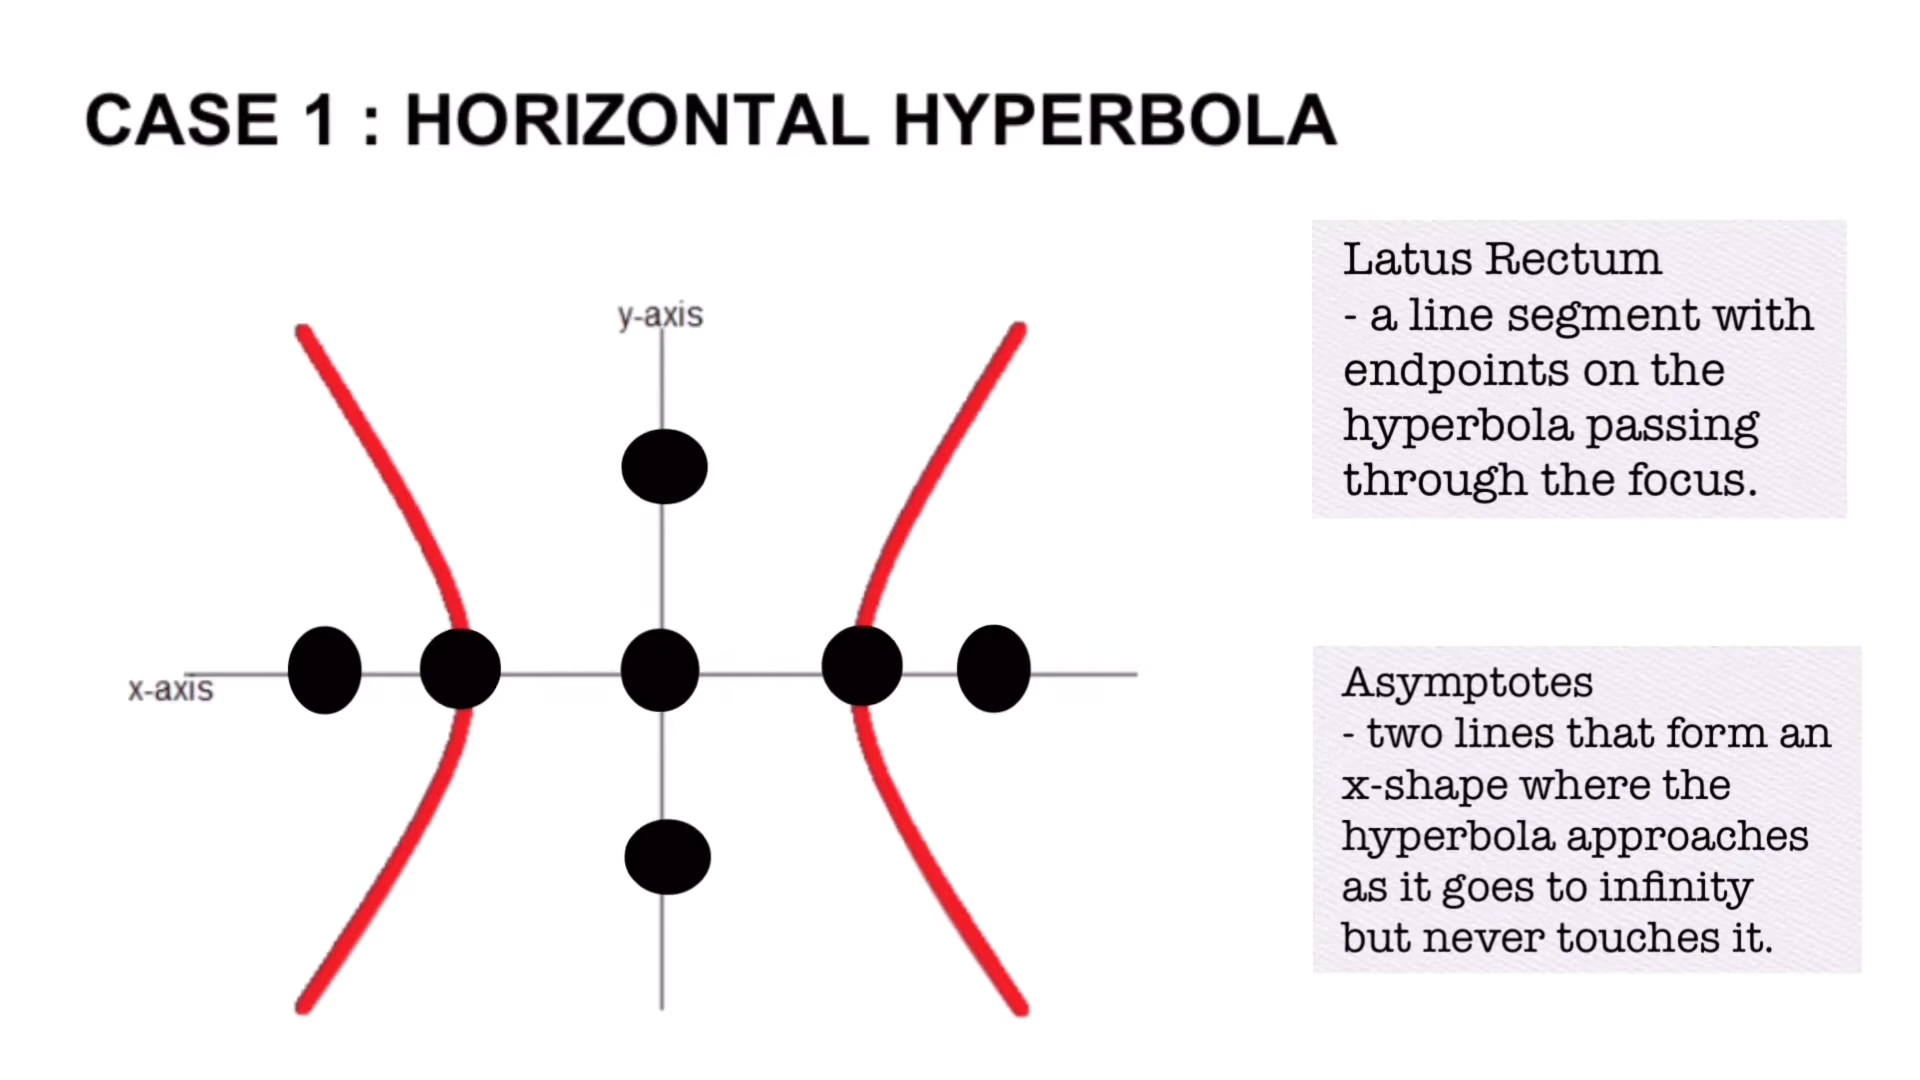 CASE 1 : HORIZONTAL HYPERBOLA
y-axis
x-axis
Latus Rectum
- a line segment with
endpoints on the
hyperbola passing
through the focus.
Asymptotes
- two lines that form an
x-shape where the
hyperbola approaches
as it goes to infinity
but never touches it.